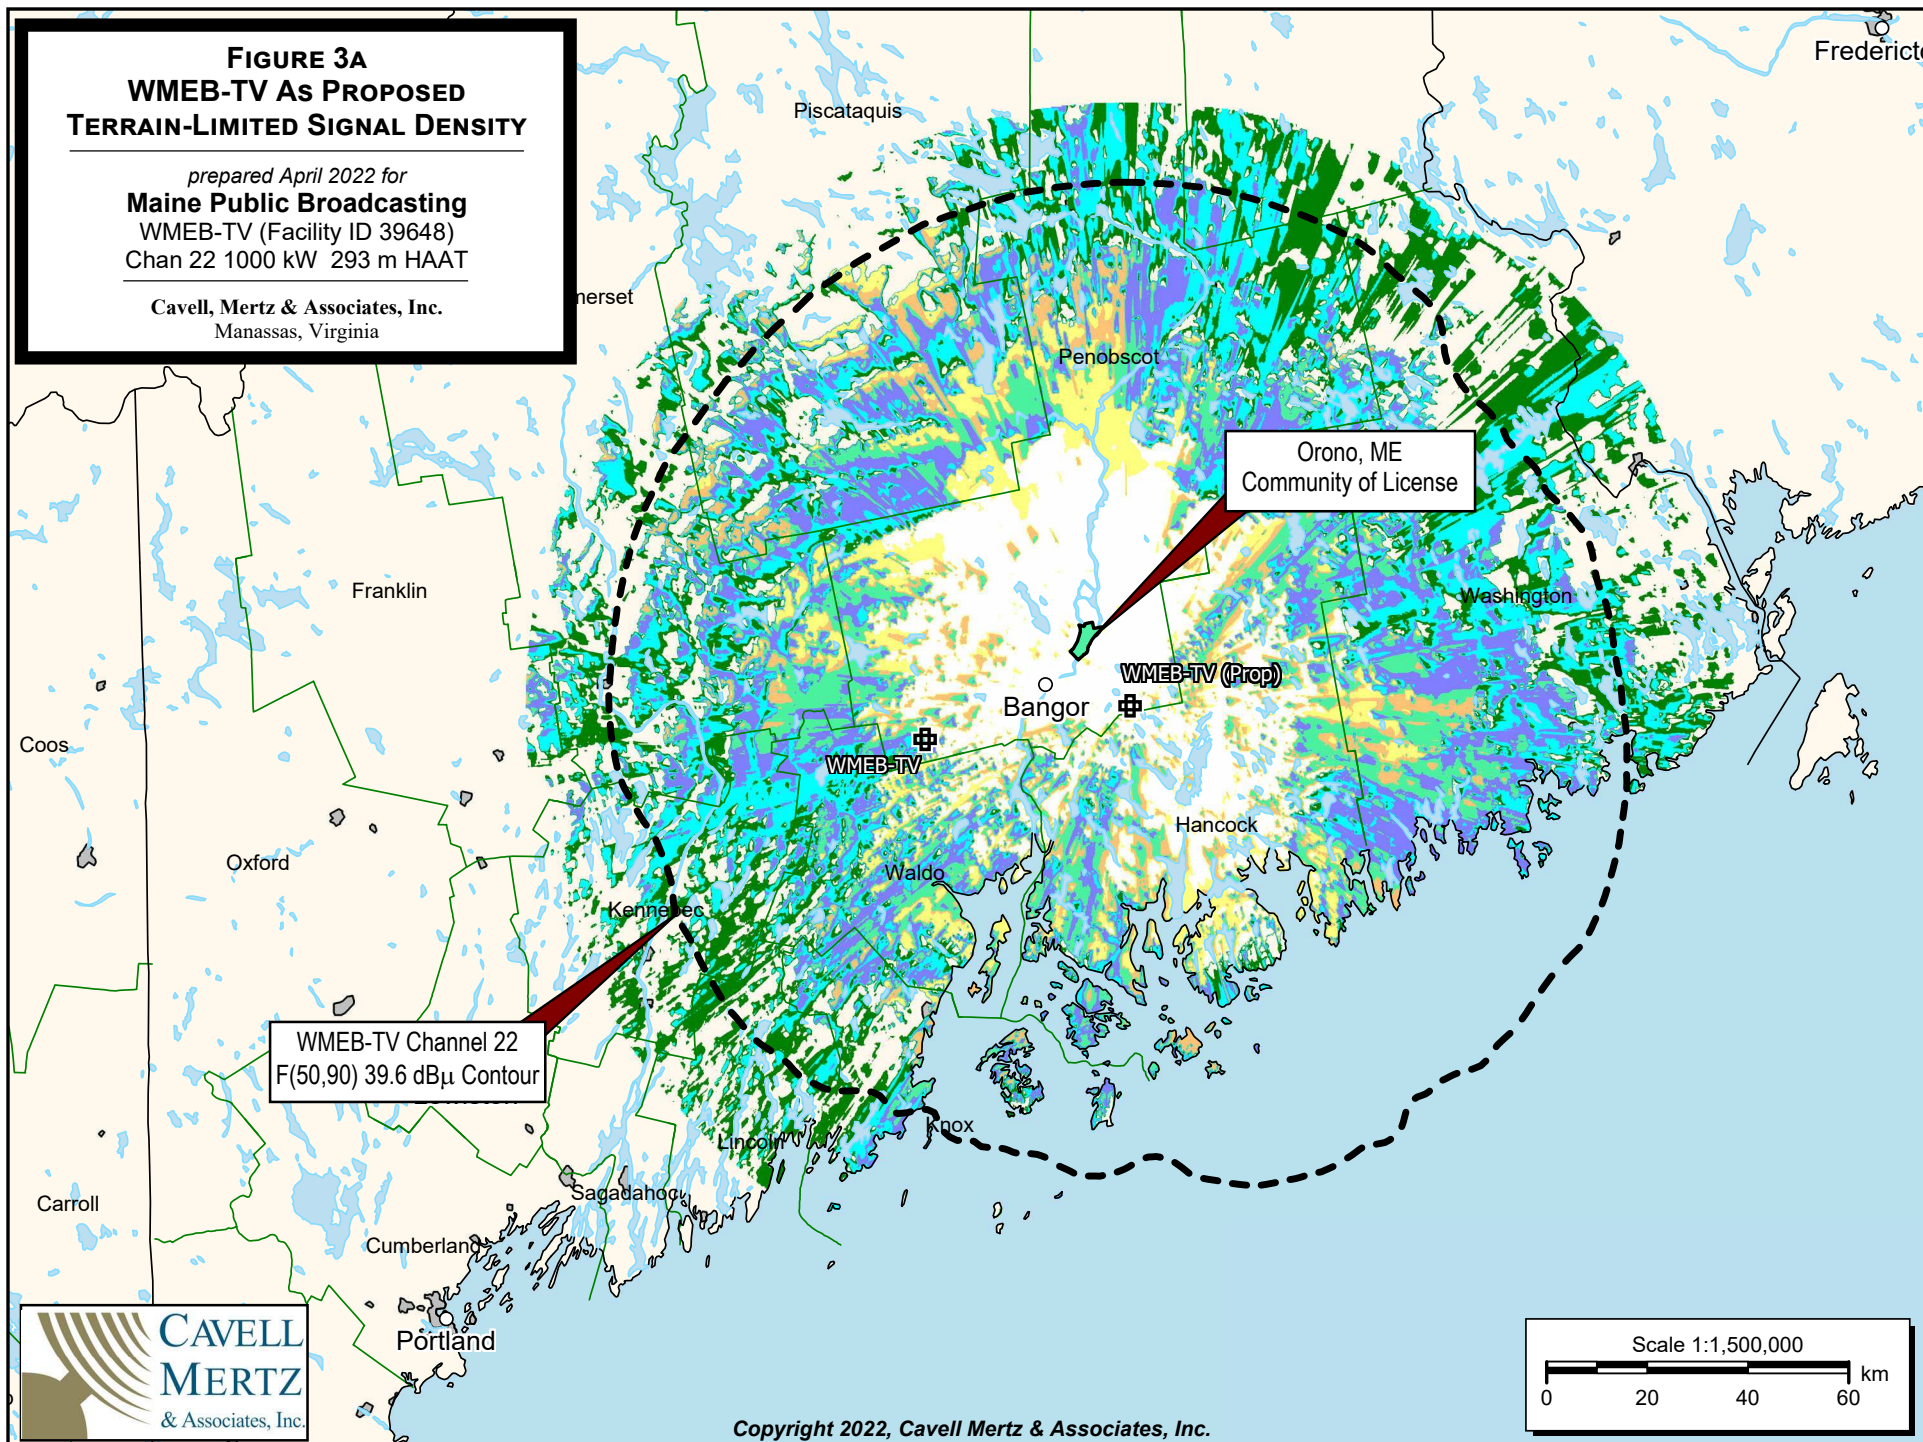 FIGURE 3A
WMEB-TV AS PROPOSED
TERRAIN-LIMITED SIGNAL DENSITY
prepared April 2022 for
Maine Public Broadcasting
WMEB-TV (Facility ID 39648)
Chan 22 1000 kW 293 m HAAT
Cavell, Mertz & Associates, Inc.
Manassas, Virginia
Piscataquis
Penobscot
Orono, ME
Community of License
Franklin
Washington
WMEB-TV (Prop)
Bangor
WMEB-TV
Coos
Hancock
Oxford
Waldo
Kennebec
WMEB-TV Channel 22
F(50,90) 39.6 dBµ Contour
Knox
Lincoln
Sagadahoc
Carroll
Cumberland
Portland
CAVELL
MERTZ
& Associates, Inc.
Scale 1:1,500,000
km
0 20 40 60
Copyright 2022, Cavell Mertz & Associates, Inc.